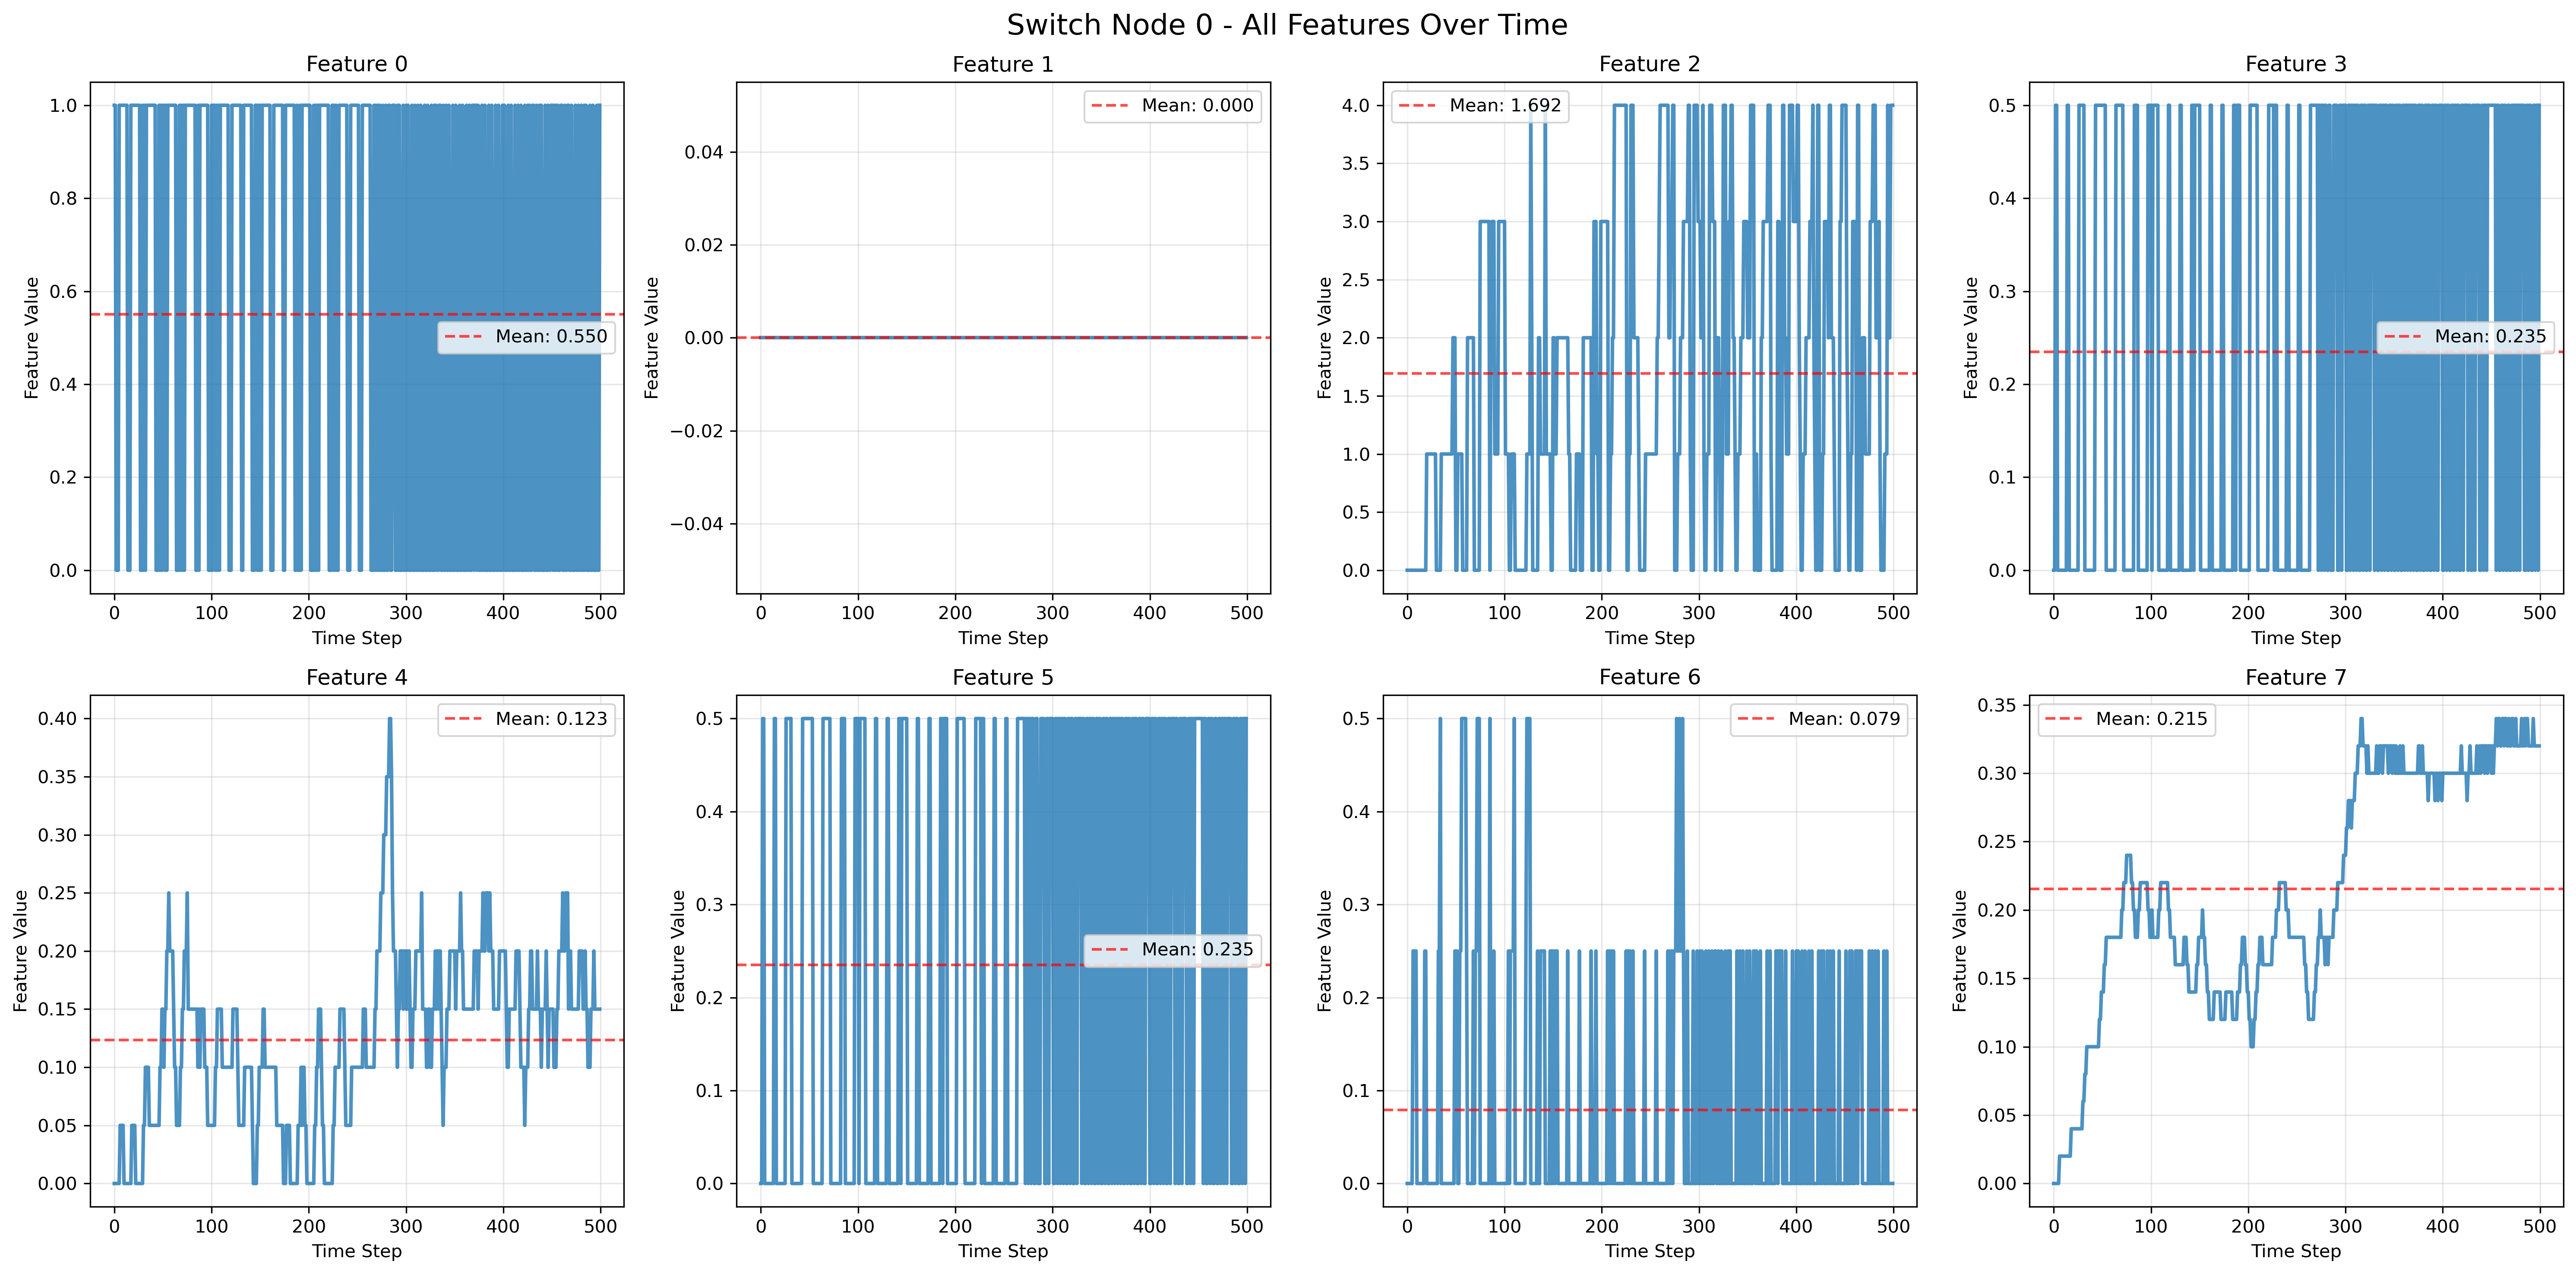 Switch Node 0 - All Features Over Time
Feature 0
Feature Value
1.0
0.8
0.6
0.4
0.2
0.0
Mean: 0.550
0 100 200 300 400 500
Time Step
Feature 1
Feature Value
0.04
0.02
0.00
−0.02
−0.04
Mean: 0.000
0 100 200 300 400 500
Time Step
Feature 2
Feature Value
4.0
3.5
3.0
2.5
2.0
1.5
1.0
0.5
0.0
Mean: 1.692
0 100 200 300 400 500
Time Step
Feature 3
Feature Value
0.5
0.4
0.3
0.2
0.1
0.0
Mean: 0.235
0 100 200 300 400 500
Time Step
Feature 4
Feature Value
0.40
0.35
0.30
0.25
0.20
0.15
0.10
0.05
0.00
Mean: 0.123
0 100 200 300 400 500
Time Step
Feature 5
Feature Value
0.5
0.4
0.3
0.2
0.1
0.0
Mean: 0.235
0 100 200 300 400 500
Time Step
Feature 6
Feature Value
0.5
0.4
0.3
0.2
0.1
0.0
Mean: 0.079
0 100 200 300 400 500
Time Step
Feature 7
Feature Value
0.35
0.30
0.25
0.20
0.15
0.10
0.05
0.00
Mean: 0.215
0 100 200 300 400 500
Time Step